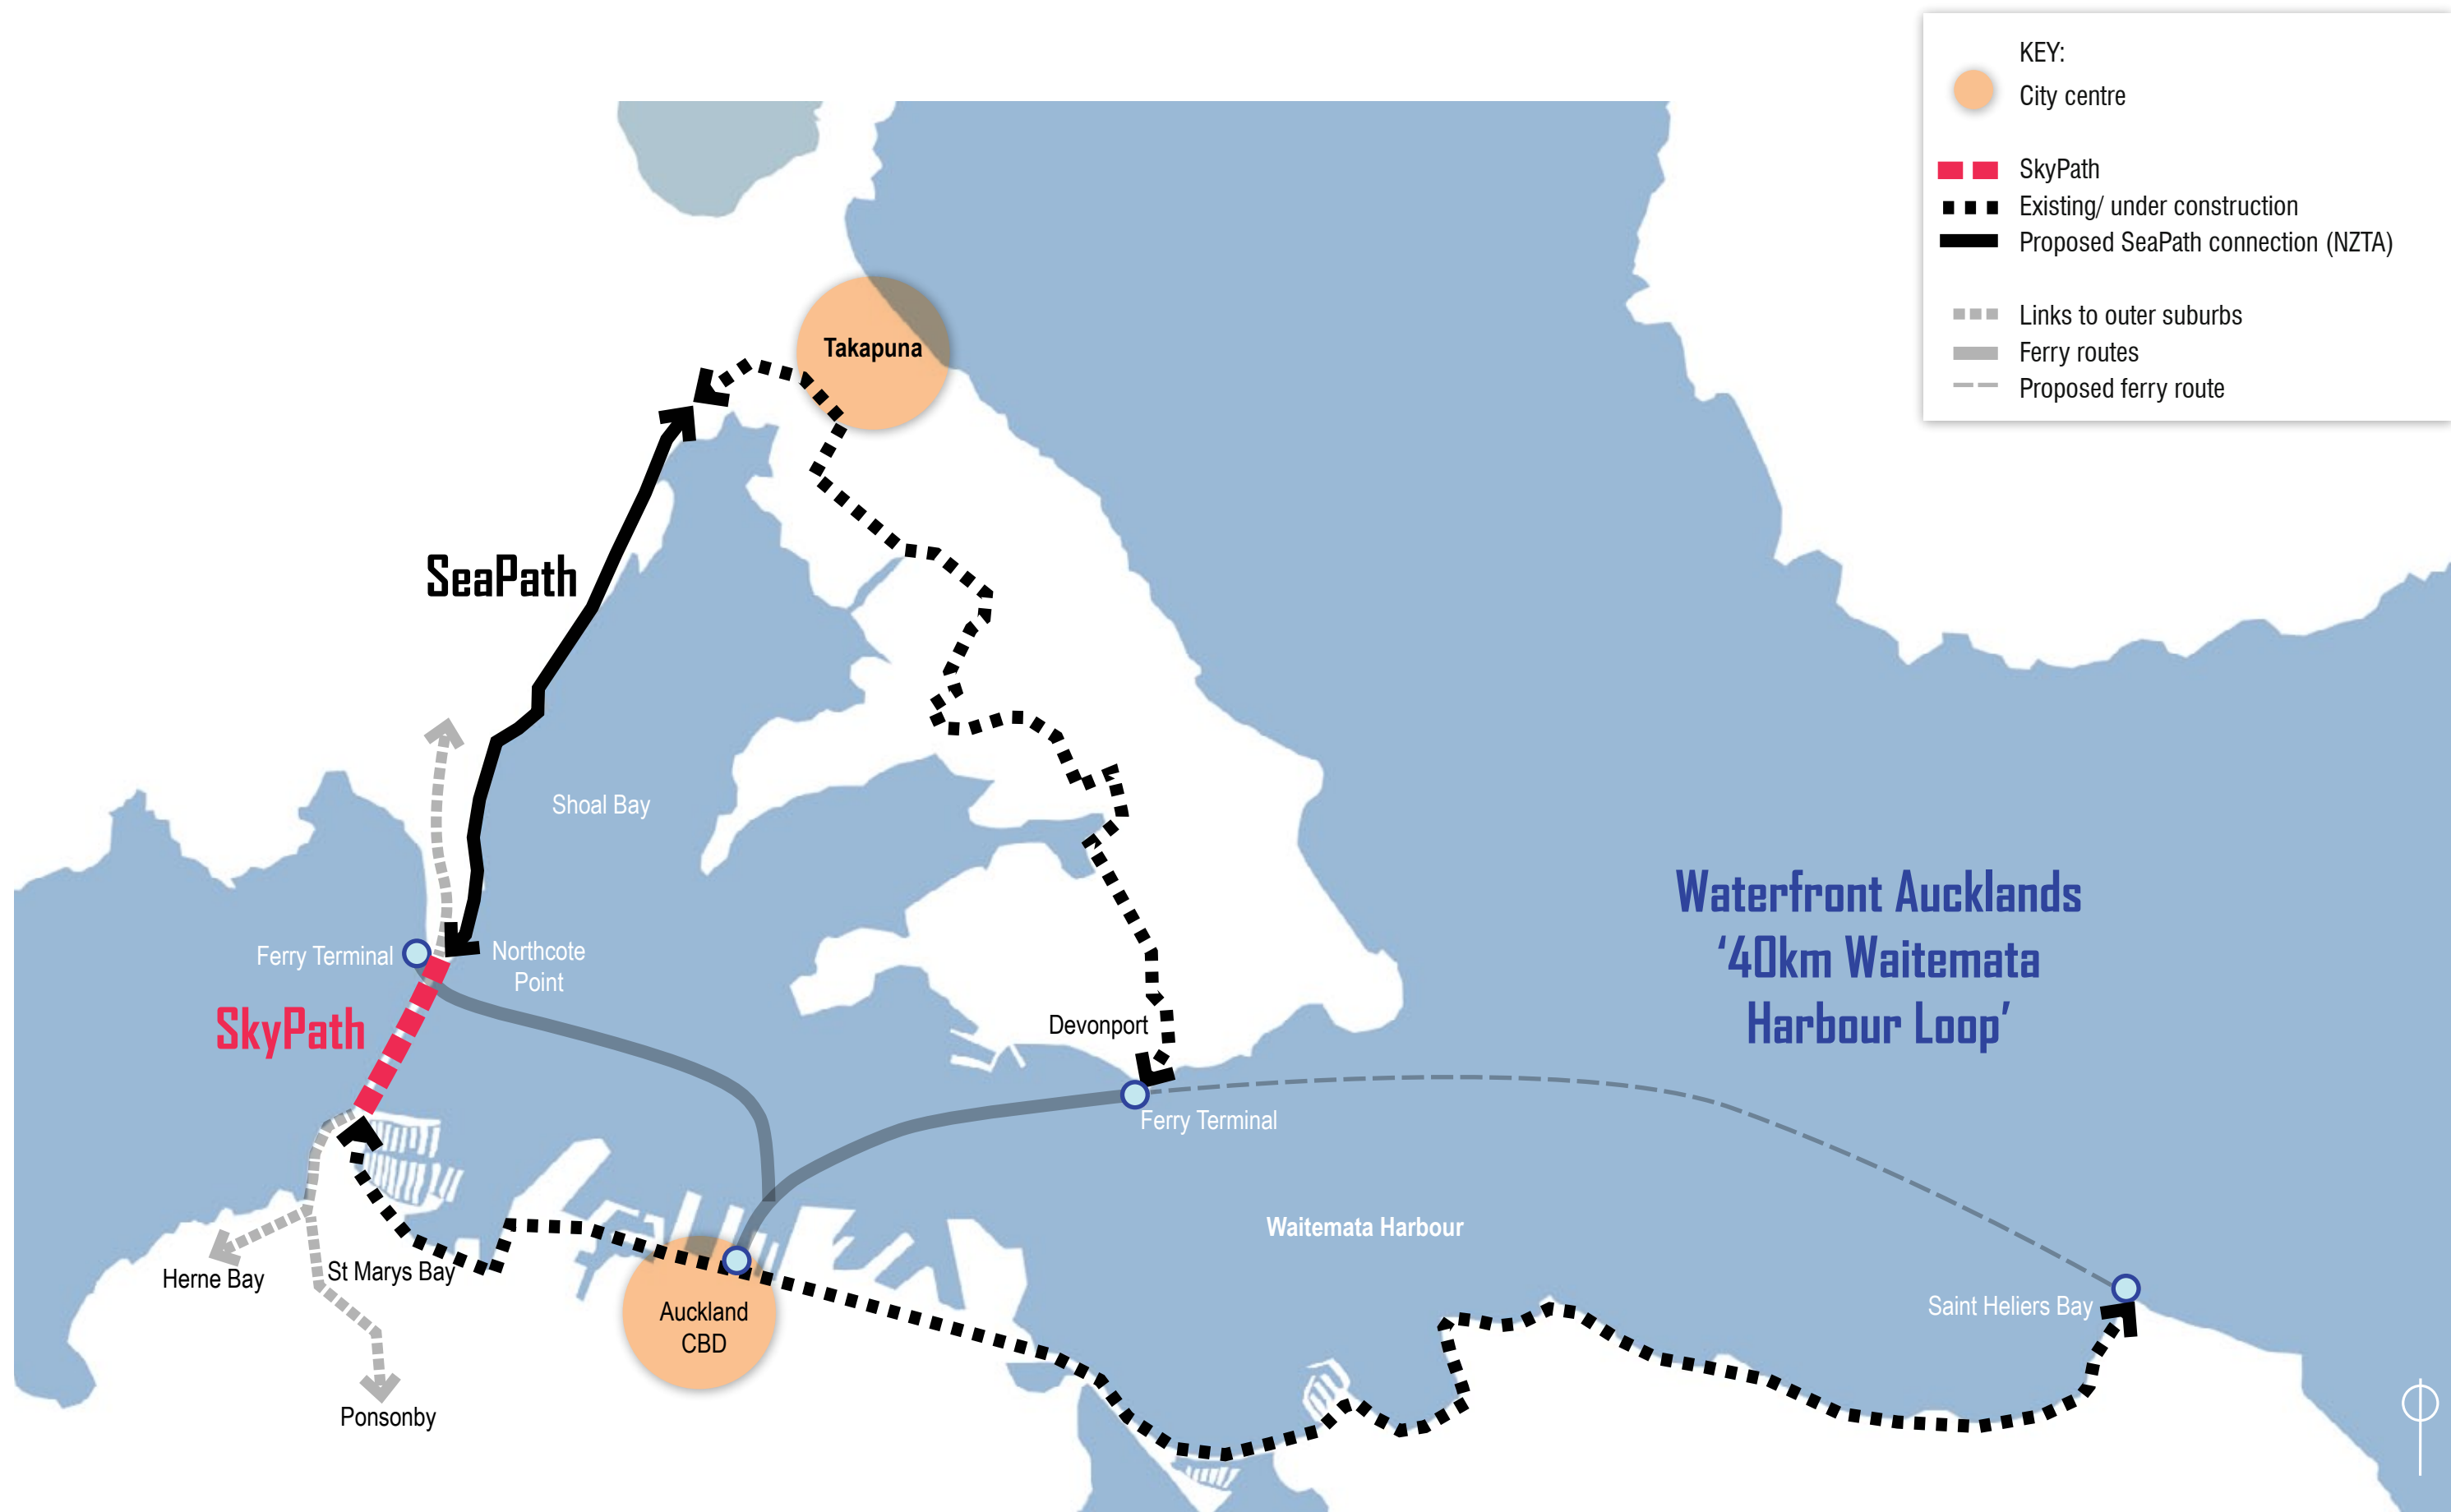 KEY:
City centre
SkyPath
Existing/ under construction
Proposed SeaPath connection (NZTA)
Links to outer suburbs
Ferry routes
Proposed ferry route
Takapuna
SeaPath
Shoal Bay
Waterfront Aucklands
‘40km Waitemata
Harbour Loop’
Ferry Terminal
Northcote
Point
SkyPath
Devonport
Ferry Terminal
Waitemata Harbour
Herne Bay
St Marys Bay
Auckland
CBD
Saint Heliers Bay
Ponsonby